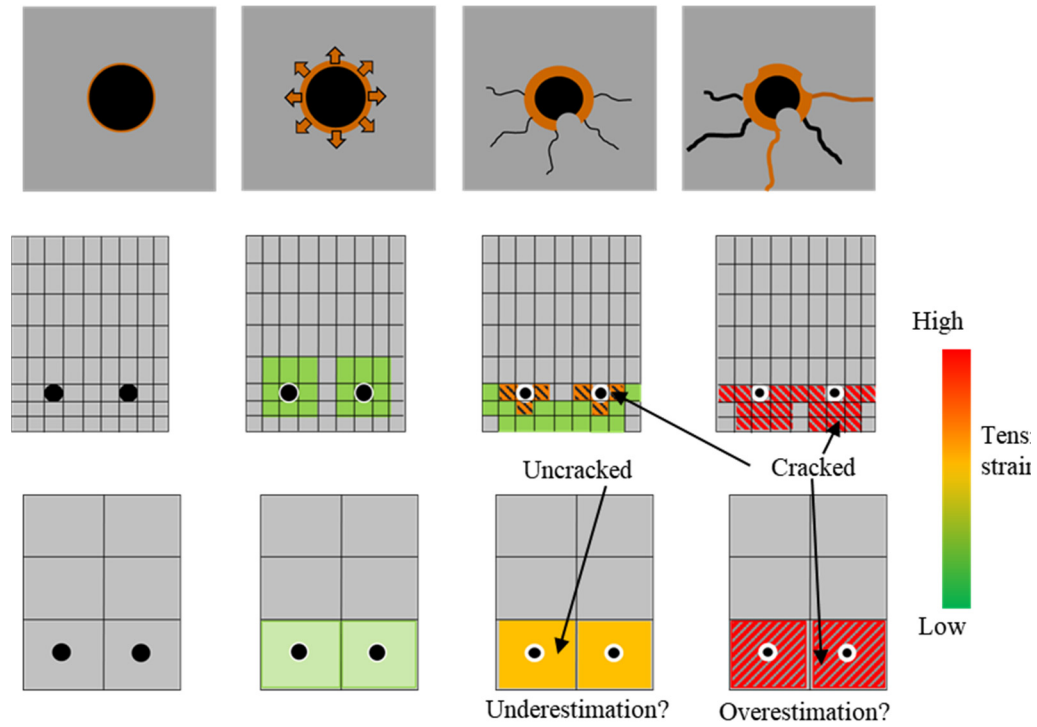 High
Tens
strain
Uncracked
Cracked
Low
Underestimation?
Overestimation?